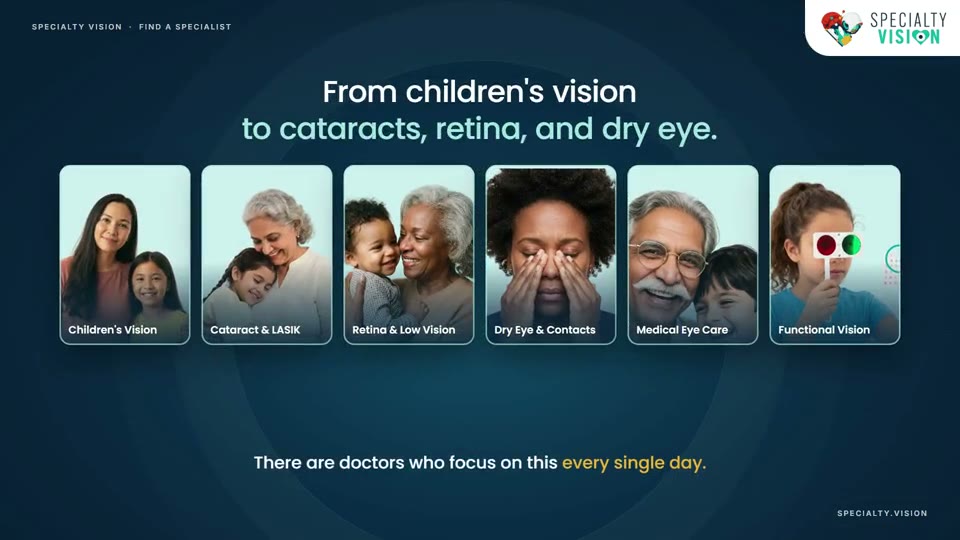 SPECIALTY VISION · FIND A SPECIALIST
SPECIALTY
VISION
From children's vision
to cataracts, retina, and dry eye.
Children's Vision
Cataract & LASIK
Retina & Low Vision
Dry Eye & Contacts
Medical Eye Care
Functional Vision
There are doctors who focus on this every single day.
SPECIALTY.VISION